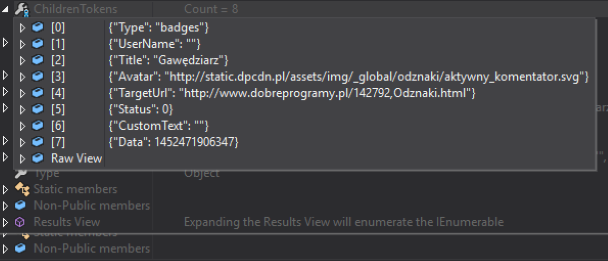 ChildrenTokens Count = 8
[0] {"Type": "badges"}
[1] {"UserName": ""}
[2] {"Title": "Gawędziarz"}
[3] {"Avatar": "http://static.dpcdn.pl/assets/img/_global/odznaki/aktywny_komentator.svg"}
[4] {"TargetUrl": "http://www.dobreprogramy.pl/142792,Odznaki.html"}
[5] {"Status": 0}
[6] {"CustomText": ""}
[7] {"Data": 1452471906347}
Raw View
Type Object
Static members
Non-Public members
Results View Expanding the Results View will enumerate the IEnumerable
Static members
Non-Public members